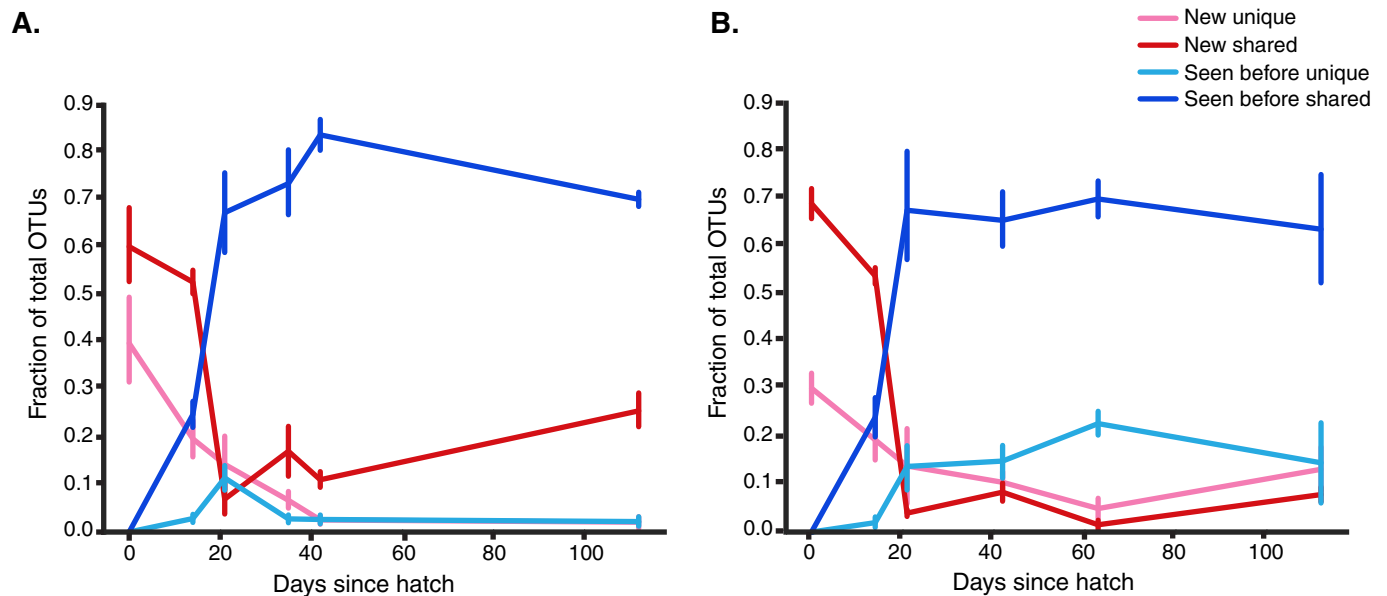 A.
Fraction of total OTUs
0.9
0.8
0.7
0.6
0.5
0.4
0.3
0.2
0.1
0.0
0 20 40 60 80 100
Days since hatch
B.
New unique
New shared
Seen before unique
Seen before shared
Fraction of total OTUs
0.9
0.8
0.7
0.6
0.5
0.4
0.3
0.2
0.1
0.0
0 20 40 60 80 100
Days since hatch